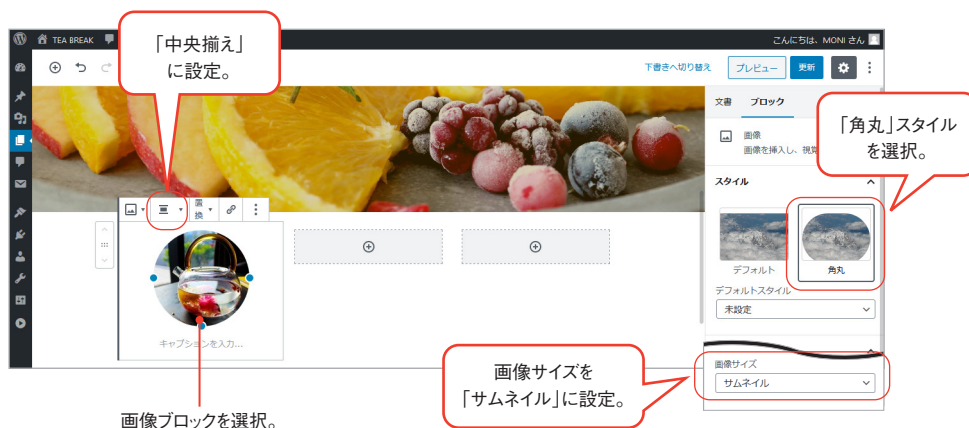 「中央揃え」
に設定。
TEA BREAK
こんにちは、MONI さん
下書きへ切り替え
プレビュー
更新
文書
ブロック
画像
画像を挿入し、視覚
「角丸」スタイル
を選択。
スタイル
置換
デフォルト
角丸
デフォルトスタイル
未設定
キャプションを入力...
画像サイズを
「サムネイル」に設定。
画像サイズ
サムネイル
画像ブロックを選択。